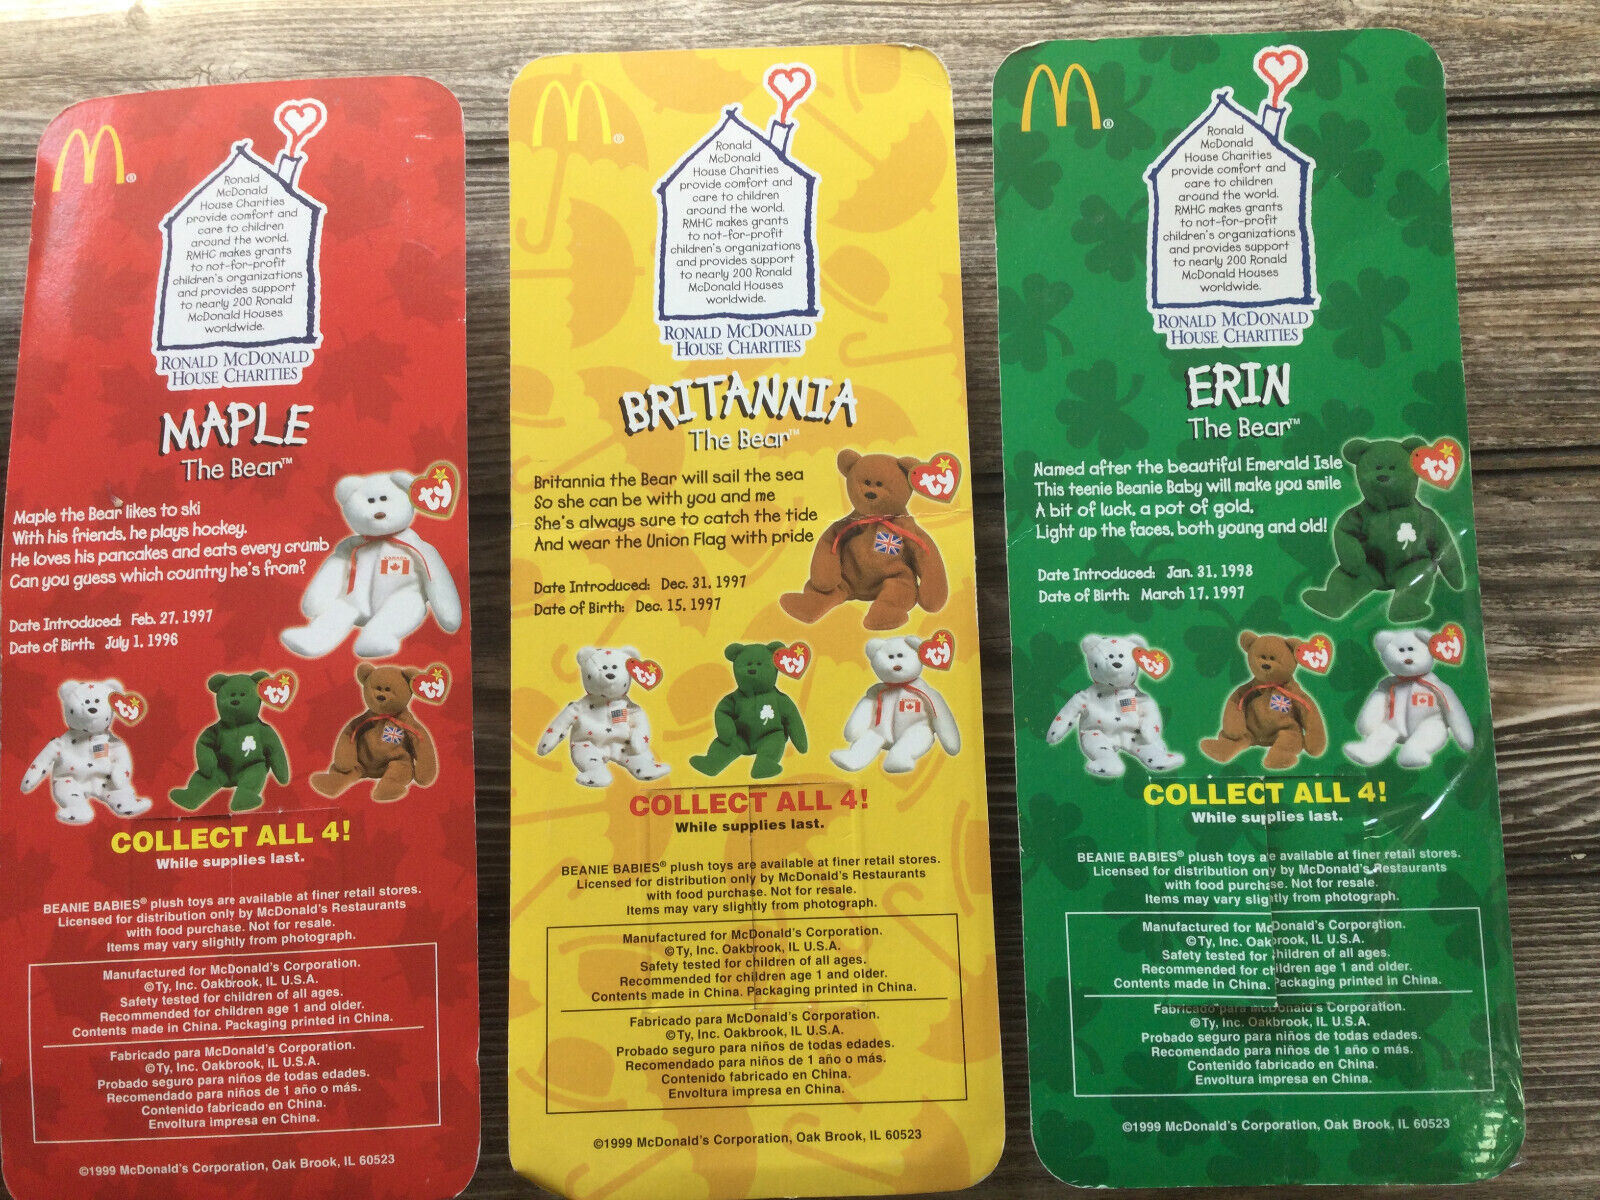 M®
Ronald
McDonald
House Charities
provide comfort and
care to children
around the world.
RMHC makes grants
to not-for-profit
children's organizations
and provides support
to nearly 200 Ronald
McDonald Houses
worldwide.
RONALD MCDONALD
HOUSE CHARITIES
MAPLE
The Bear™
Maple the Bear likes to ski
With his friends, he plays hockey.
He loves his pancakes and eats every crumb
Can you guess which country he's from?
Date Introduced: Feb. 27, 1997
Date of Birth: July 1, 1996
ty
CANADA
ty
ty
ty
COLLECT ALL 4!
While supplies last.
BEANIE BABIES® plush toys are available at finer retail stores.
Licensed for distribution only by McDonald's Restaurants
with food purchase. Not for resale.
Items may vary slightly from photograph.
Manufactured for McDonald's Corporation.
©Ty, Inc. Oakbrook, IL U.S.A.
Safety tested for children of all ages.
Recommended for children age 1 and older.
Contents made in China. Packaging printed in China.
Fabricado para McDonald's Corporation.
©Ty, Inc. Oakbrook, IL U.S.A.
Probado seguro para niños de todas edades.
Recomendado para niños de 1 año o más.
Contenido fabricado en China.
Envoltura impresa en China.
©1999 McDonald's Corporation, Oak Brook, IL 60523
M®
Ronald
McDonald
House Charities
provide comfort and
care to children
around the world.
RMHC makes grants
to not-for-profit
children's organizations
and provides support
to nearly 200 Ronald
McDonald Houses
worldwide.
RONALD MCDONALD
HOUSE CHARITIES
BRITANNIA
The Bear™
Britannia the Bear will sail the sea
So she can be with you and me
She's always sure to catch the tide
And wear the Union Flag with pride
Date Introduced: Dec. 31, 1997
Date of Birth: Dec. 15, 1997
ty
ty
ty
ty
COLLECT ALL 4!
While supplies last.
BEANIE BABIES® plush toys are available at finer retail stores.
Licensed for distribution only by McDonald's Restaurants
with food purchase. Not for resale.
Items may vary slightly from photograph.
Manufactured for McDonald's Corporation.
©Ty, Inc. Oakbrook, IL U.S.A.
Safety tested for children of all ages.
Recommended for children age 1 and older.
Contents made in China. Packaging printed in China.
Fabricado para McDonald's Corporation.
©Ty, Inc. Oakbrook, IL U.S.A.
Probado seguro para niños de todas edades.
Recomendado para niños de 1 año o más.
Contenido fabricado en China.
Envoltura impresa en China.
©1999 McDonald's Corporation, Oak Brook, IL 60523
M®
Ronald
McDonald
House Charities
provide comfort and
care to children
around the world.
RMHC makes grants
to not-for-profit
children's organizations
and provides support
to nearly 200 Ronald
McDonald Houses
worldwide.
RONALD MCDONALD
HOUSE CHARITIES
ERIN
The Bear™
Named after the beautiful Emerald Isle
This teenie Beanie Baby will make you smile
A bit of luck, a pot of gold,
Light up the faces, both young and old!
Date Introduced: Jan. 31, 1998
Date of Birth: March 17, 1997
ty
ty
ty
ty
COLLECT ALL 4!
While supplies last.
BEANIE BABIES® plush toys are available at finer retail stores.
Licensed for distribution only by McDonald's Restaurants
with food purchase. Not for resale.
Items may vary slightly from photograph.
Manufactured for McDonald's Corporation.
©Ty, Inc. Oakbrook, IL U.S.A.
Safety tested for children of all ages.
Recommended for children age 1 and older.
Contents made in China. Packaging printed in China.
Fabricado para McDonald's Corporation.
©Ty, Inc. Oakbrook, IL U.S.A.
Probado seguro para niños de todas edades.
Recomendado para niños de 1 año o más.
Contenido fabricado en China.
Envoltura impresa en China.
©1999 McDonald's Corporation, Oak Brook, IL 60523